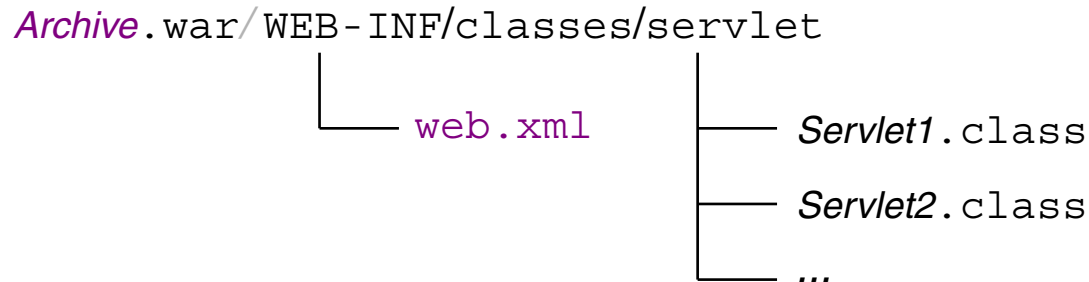 Archive.war/WEB-INF/classes/servlet
web.xml
Servlet1.class
Servlet2.class
...